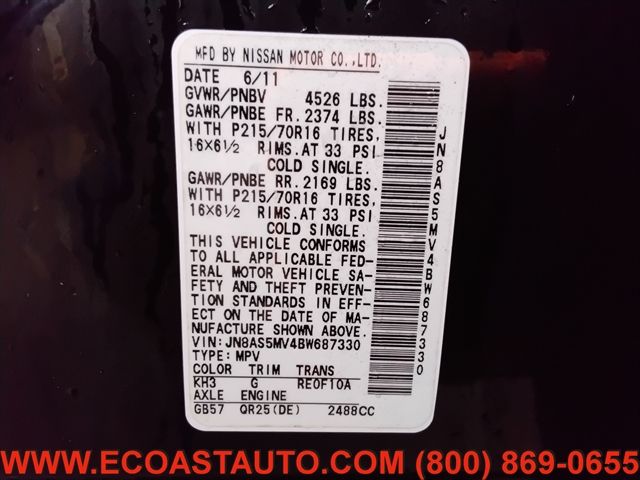 MFD BY NISSAN MOTOR CO.,LTD.
DATE 6/11
GVWR/PNBV 4526 LBS.
GAWR/PNBE FR. 2374 LBS.
WITH P215/70R16 TIRES,
16X6½ RIMS. AT 33 PSI
COLD SINGLE.
GAWR/PNBE RR. 2169 LBS.
WITH P215/70R16 TIRES,
16X6½ RIMS. AT 33 PSI
COLD SINGLE.
THIS VEHICLE CONFORMS
TO ALL APPLICABLE FED-
ERAL MOTOR VEHICLE SA-
FETY AND THEFT PREVEN-
TION STANDARDS IN EFF-
ECT ON THE DATE OF MA-
NUFACTURE SHOWN ABOVE.
VIN: JN8AS5MV4BW687330
TYPE: MPV
COLOR TRIM TRANS
KH3 G RE0F10A
AXLE ENGINE
GB57 QR25(DE) 2488CC
JN8AS5MV4BW687330
WWW.ECOASTAUTO.COM (800) 869-0655